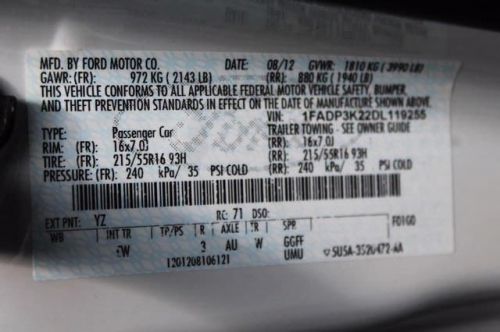 MFD. BY FORD MOTOR CO. DATE: 08/12 GVWR: 1810 KG (3990 LB)
GAWR: (FR): 972 KG (2143 LB) (RR): 880 KG (1940 LB)
THIS VEHICLE CONFORMS TO ALL APPLICABLE FEDERAL MOTOR VEHICLE SAFETY, BUMPER,
AND THEFT PREVENTION STANDARDS IN EFFECT ON THE DATE OF MANUFACTURE SHOWN ABOVE.
VIN: 1FADP3K22DL119255
TYPE: Passenger Car TRAILER TOWING - SEE OWNER GUIDE
RIM: (FR): 16x7.0J (RR): 16x7.0J
TIRE: (FR): 215/55R16 93H (RR): 215/55R16 93H
PRESSURE: (FR): 240 kPa/ 35 PSI COLD (RR): 240 kPa/ 35 PSI COLD
EXT PNT: YZ RC: 71 DSO:
WB INT TR TP/PS R AXLE TR SPR F0160
CW 3 AU W GGFF
UMU
1201208106121 5U5A-3520472-AA